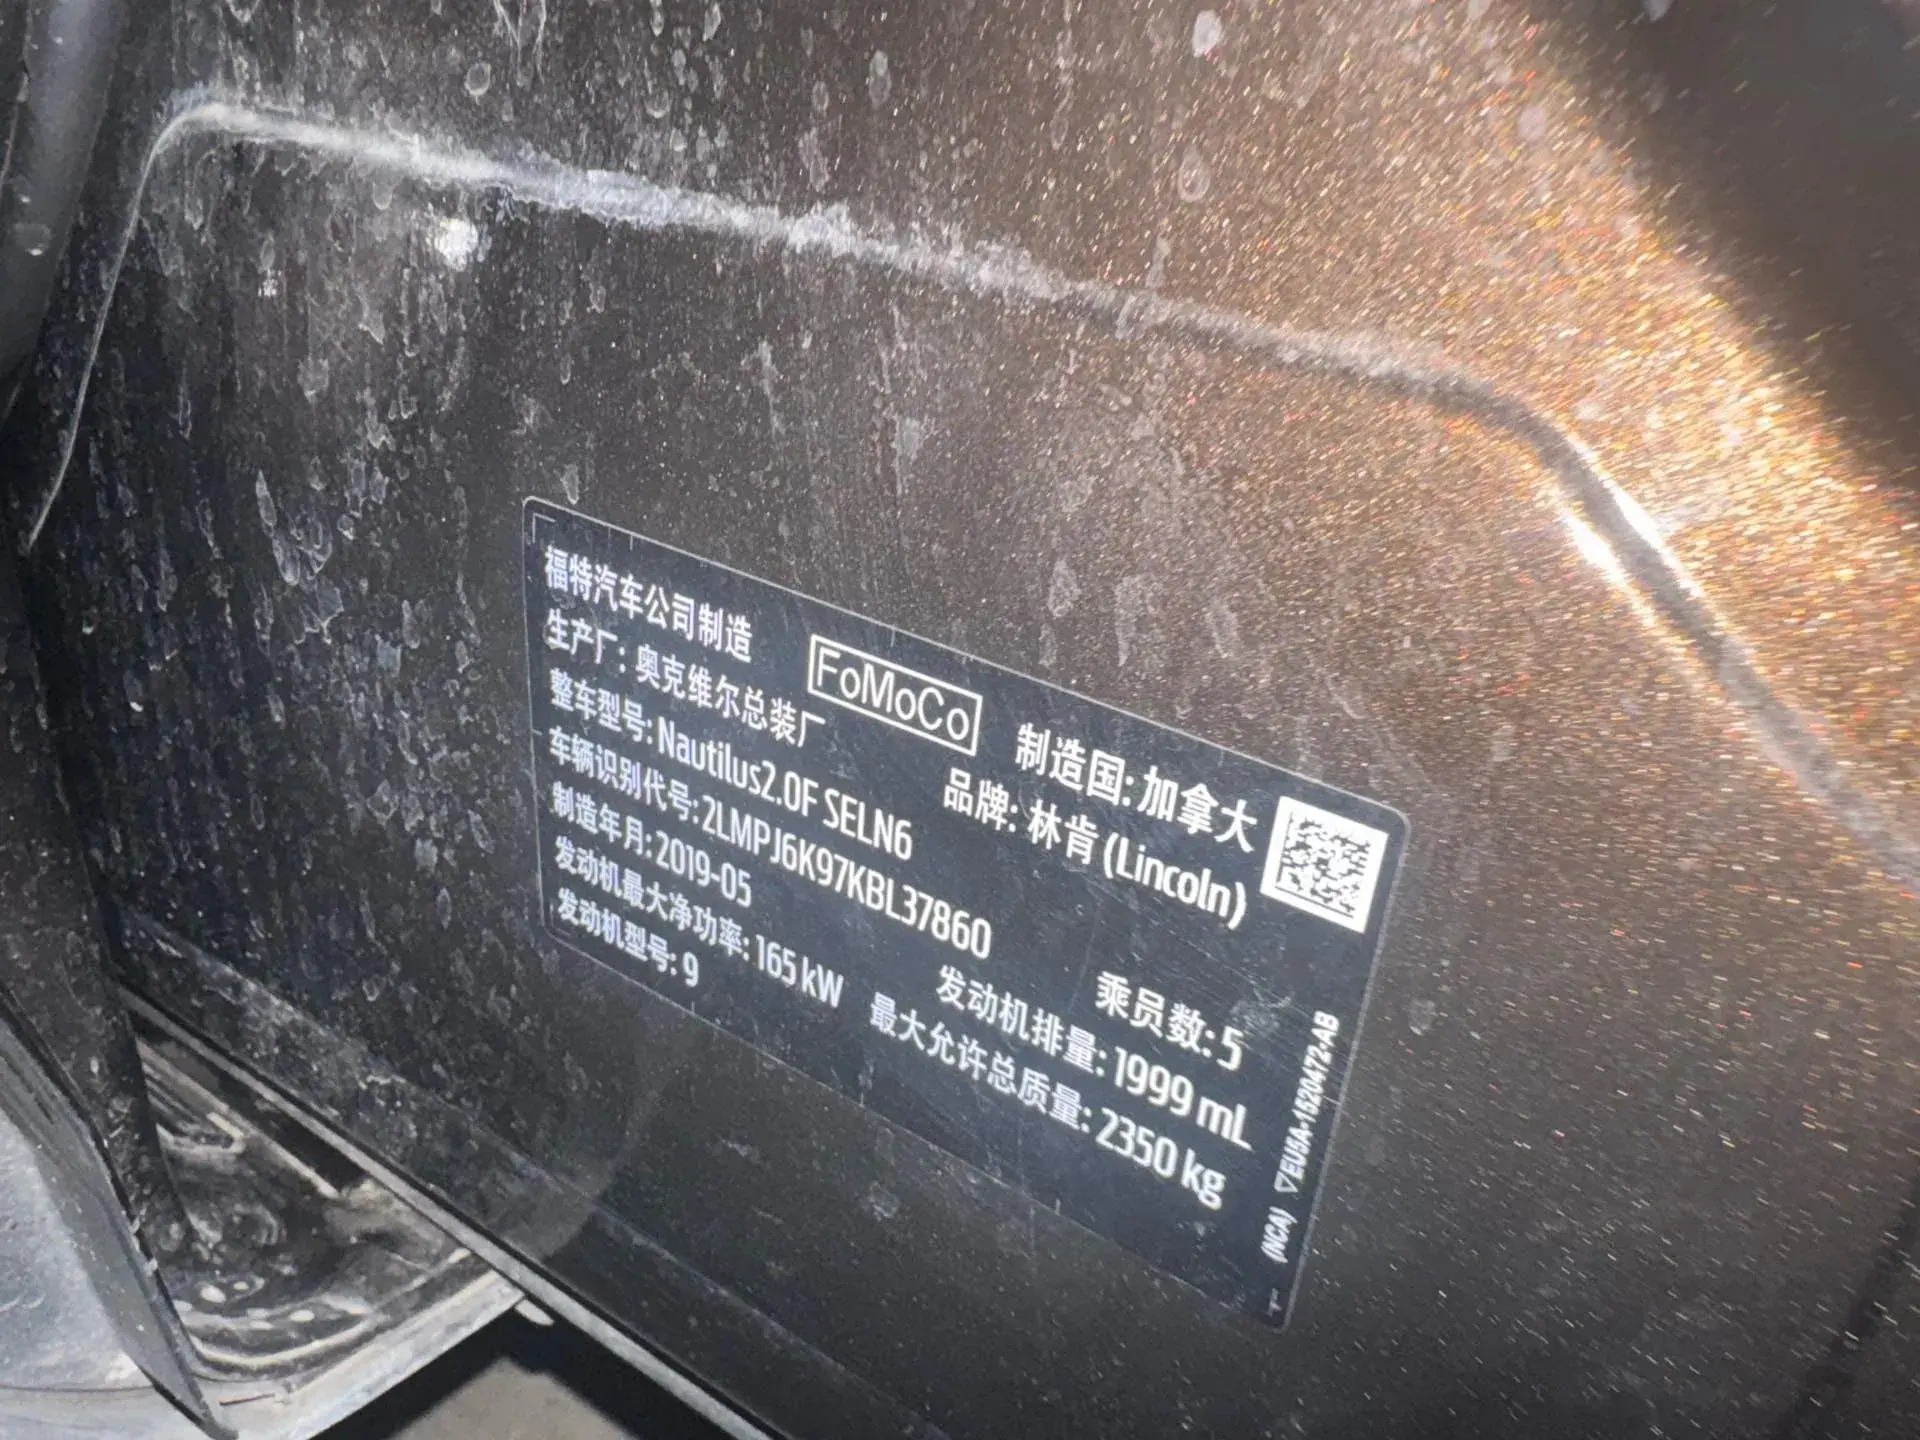 福特汽车公司制造
FoMoCo
制造国: 加拿大
生产厂: 奥克维尔总装厂
品牌: 林肯 (Lincoln)
整车型号: Nautilus2.0F SELN6
车辆识别代号: 2LMPJ6K97KBL37860
乘员数: 5
制造年月: 2019-05
发动机排量: 1999 mL
发动机最大净功率: 165 kW
最大允许总质量: 2350 kg
发动机型号: 9
(NCA) ▽EU5A-1520472-AB